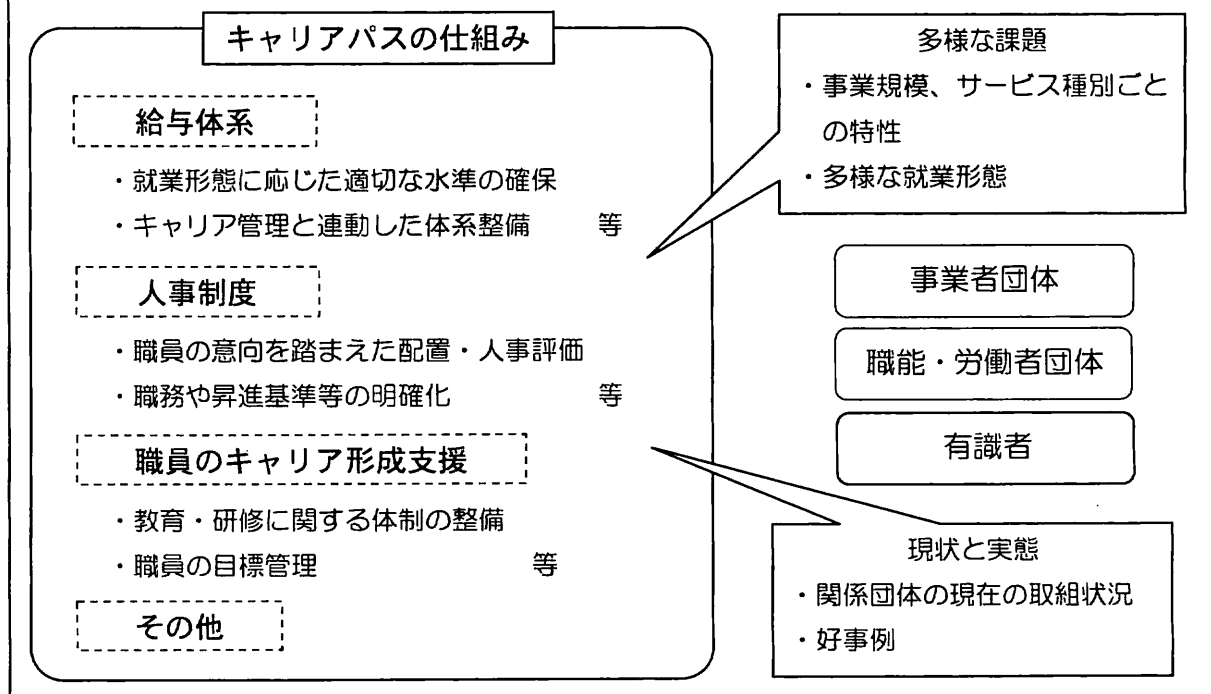 キャリアパスの仕組み
給与体系
・就業形態に応じた適切な水準の確保
・キャリア管理と連動した体系整備　　等
人事制度
・職員の意向を踏まえた配置・人事評価
・職務や昇進基準等の明確化　　等
職員のキャリア形成支援
・教育・研修に関する体制の整備
・職員の目標管理　　等
その他
多様な課題
・事業規模、サービス種別ごと
の特性
・多様な就業形態
事業者団体
職能・労働者団体
有識者
現状と実態
・関係団体の現在の取組状況
・好事例